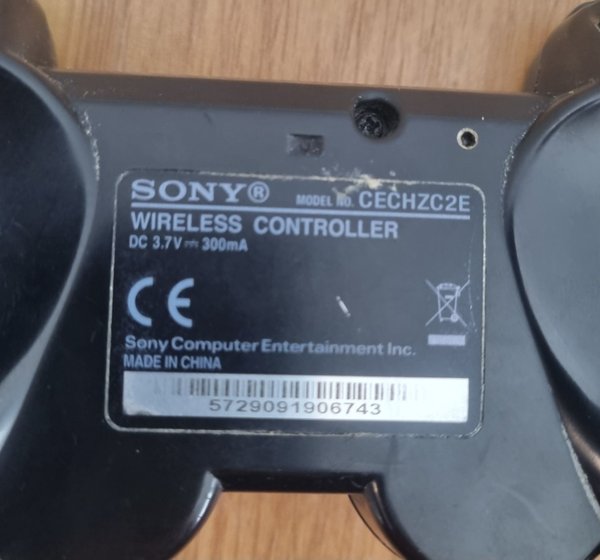 SONY® MODEL NO. CECHZC2E
WIRELESS CONTROLLER
DC 3.7V ⎓ 300mA
CE
Sony Computer Entertainment Inc.
MADE IN CHINA
5729091906743